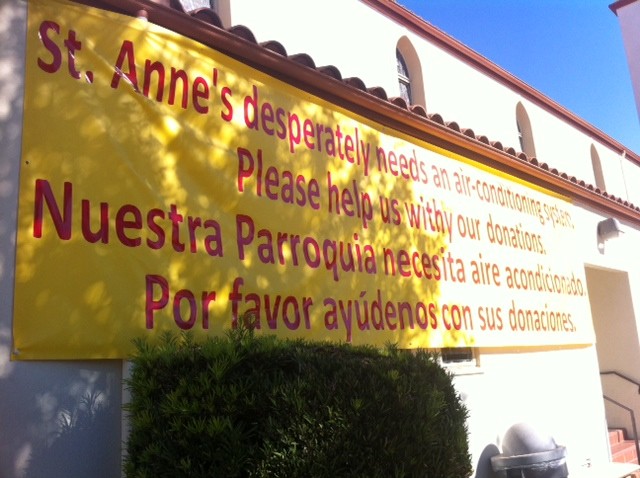 St. Anne's desperately needs an air-conditioning system.
Please help us withy our donations.
Nuestra Parroquia necesita aire acondicionado.
Por favor ayúdenos con sus donaciones.